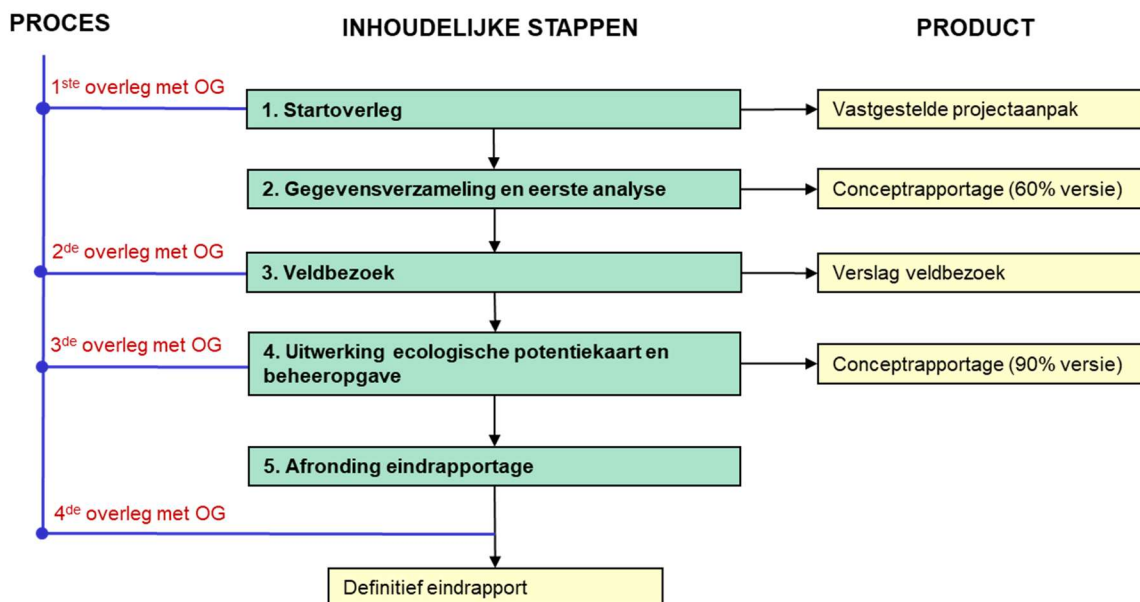 PROCES
INHOUDELIJKE STAPPEN
PRODUCT
1ste overleg met OG
1. Startoverleg
Vastgestelde projectaanpak
2. Gegevensverzameling en eerste analyse
Conceptrapportage (60% versie)
2de overleg met OG
3. Veldbezoek
Verslag veldbezoek
3de overleg met OG
4. Uitwerking ecologische potentiekaart en
beheeropgave
Conceptrapportage (90% versie)
5. Afronding eindrapportage
4de overleg met OG
Definitief eindrapport